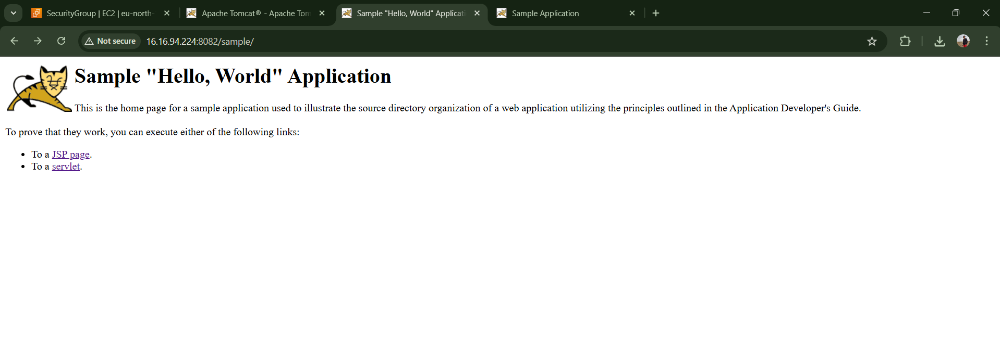 SecurityGroup | EC2 | eu-north-
Apache Tomcat® - Apache Tom
Sample "Hello, World" Applicati
Sample Application
Not secure
16.16.94.224:8082/sample/
Sample "Hello, World" Application
This is the home page for a sample application used to illustrate the source directory organization of a web application utilizing the principles outlined in the Application Developer's Guide.
To prove that they work, you can execute either of the following links:
• To a JSP page.
• To a servlet.